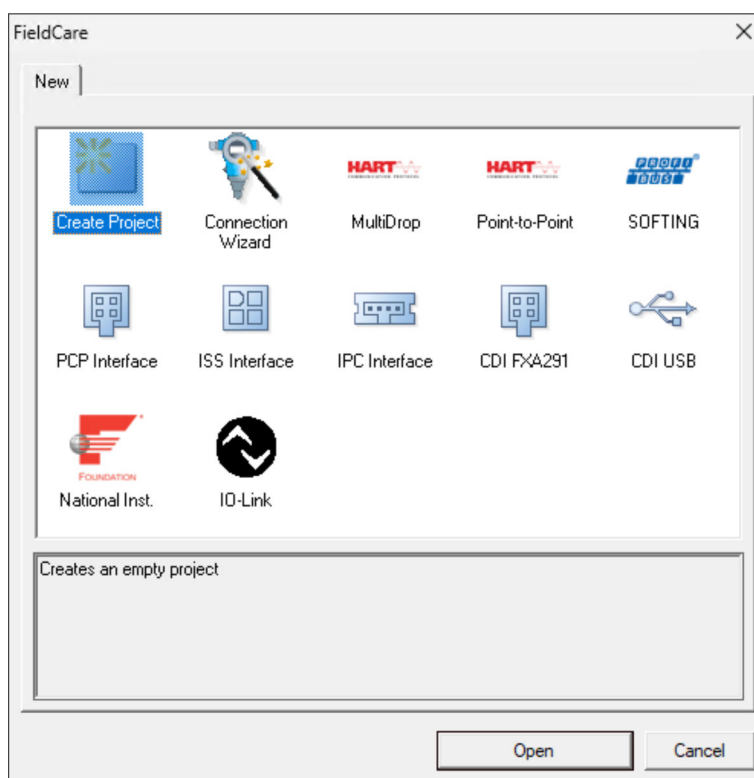 FieldCare
New
HART
HART
PROFI
BUS
Create Project
Connection
Wizard
MultiDrop
Point-to-Point
SOFTING
PCP Interface
ISS Interface
IPC Interface
CDI FXA291
CDI USB
FOUNDATION
National Inst.
IO-Link
Creates an empty project
Open
Cancel